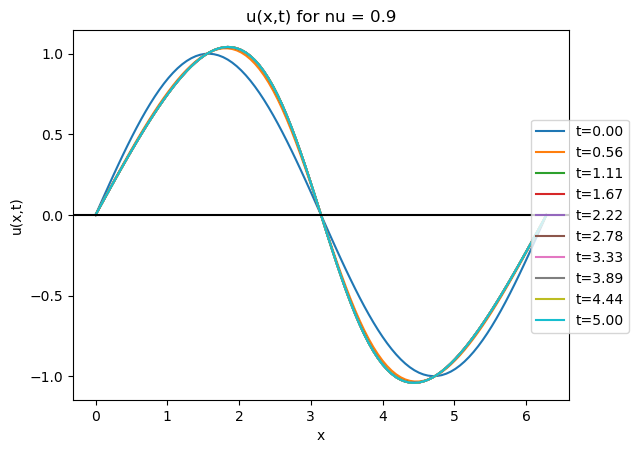 u(x,t) for nu = 0.9
1.0
0.5
0.0
−0.5
−1.0
u(x,t)
0 1 2 3 4 5 6
x
t=0.00
t=0.56
t=1.11
t=1.67
t=2.22
t=2.78
t=3.33
t=3.89
t=4.44
t=5.00